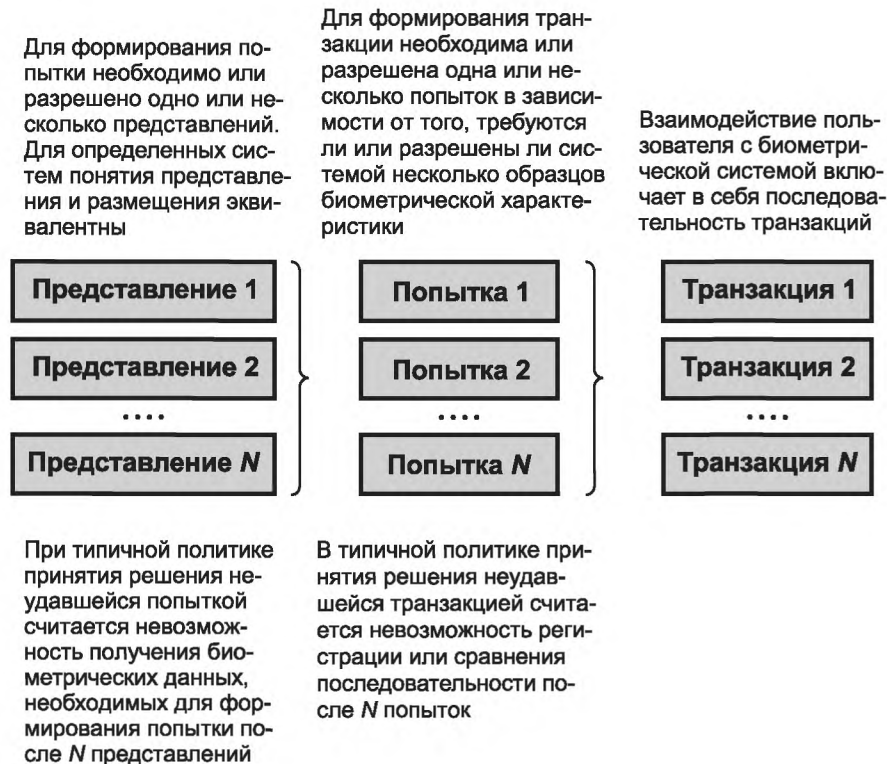 Для формирования по-
пытки необходимо или
разрешено одно или не-
сколько представлений.
Для определенных сис-
тем понятия представле-
ния и размещения экви-
валентны
Для формирования тран-
закции необходима или
разрешена одна или не-
сколько попыток в зависи-
мости от того, требуются
ли или разрешены ли сис-
темой несколько образцов
биометрической характе-
ристики
Взаимодействие поль-
зователя с биометри-
ческой системой вклю-
чает в себя последова-
тельность транзакций
Представление 1
Представление 2
....
Представление N
Попытка 1
Попытка 2
....
Попытка N
Транзакция 1
Транзакция 2
....
Транзакция N
При типичной политике
принятия решения не-
удавшейся попыткой
считается невозмож-
ность получения био-
метрических данных,
необходимых для фор-
мирования попытки по-
сле N представлений
В типичной политике при-
нятия решения неудав-
шейся транзакцией счита-
ется невозможность реги-
страции или сравнения
последовательности по-
сле N попыток